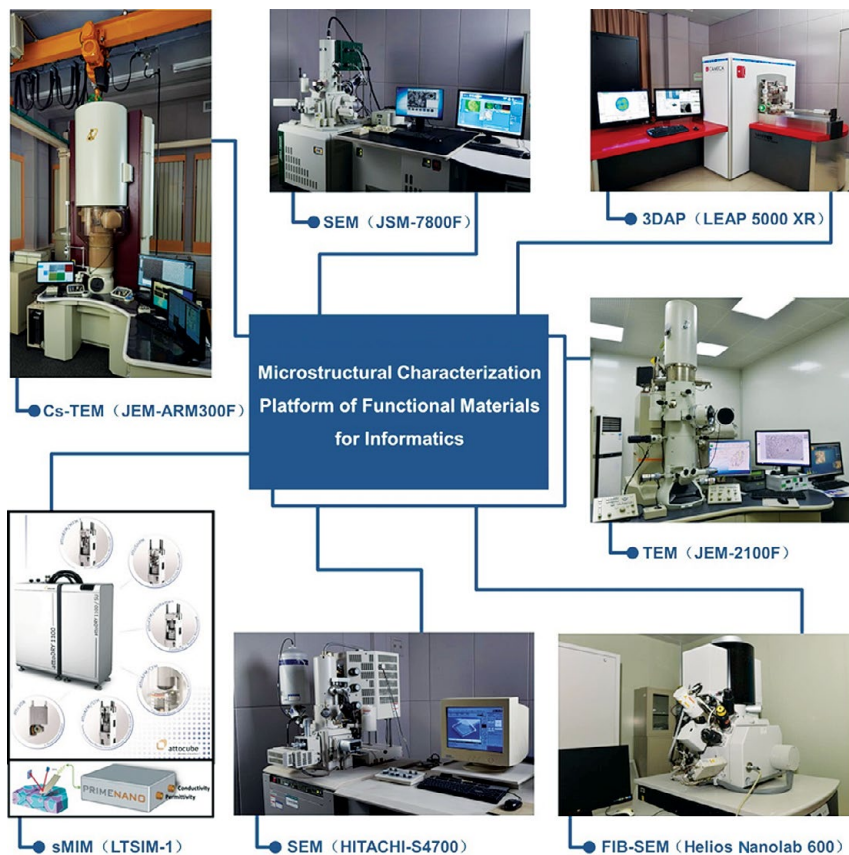 SEM（JSM-7800F）
CAMECA
3DAP（LEAP 5000 XR）
Microstructural Characterization
Platform of Functional Materials
for Informatics
Cs-TEM（JEM-ARM300F）
TEM（JEM-2100F）
attocube
PRIMENANO
Conductivity
Permittivity
sMIM（LTSIM-1）
SEM（HITACHI-S4700）
FIB-SEM（Helios Nanolab 600）